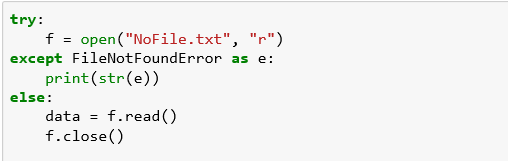 try:
    f = open("NoFile.txt", "r")
except FileNotFoundError as e:
    print(str(e))
else:
    data = f.read()
    f.close()